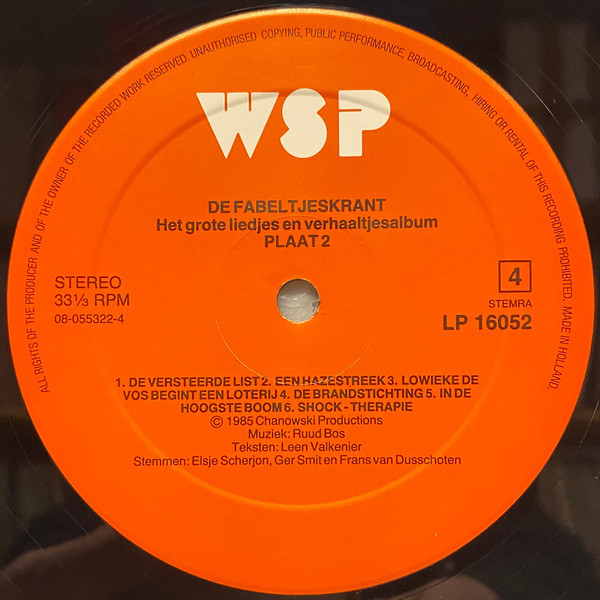 ALL RIGHTS OF THE PRODUCER AND OF THE OWNER OF THE RECORDED WORK RESERVED. UNAUTHORISED COPYING, PUBLIC PERFORMANCE, BROADCASTING, HIRING OR RENTAL OF THIS RECORDING PROHIBITED. MADE IN HOLLAND.
WSP
DE FABELTJESKRANT
Het grote liedjes en verhaaltjesalbum
PLAAT 2
STEREO
33⅓ RPM
08-055322-4
4
STEMRA
LP 16052
1. DE VERSTEERDE LIST 2. EEN HAZESTREEK 3. LOWIEKE DE
VOS BEGINT EEN LOTERIJ 4. DE BRANDSTICHTING 5. IN DE
HOOGSTE BOOM 6. SHOCK - THERAPIE
© 1985 Chanowski Productions
Muziek: Ruud Bos
Teksten: Leen Valkenier
Stemmen: Elsje Scherjon, Ger Smit en Frans van Dusschoten